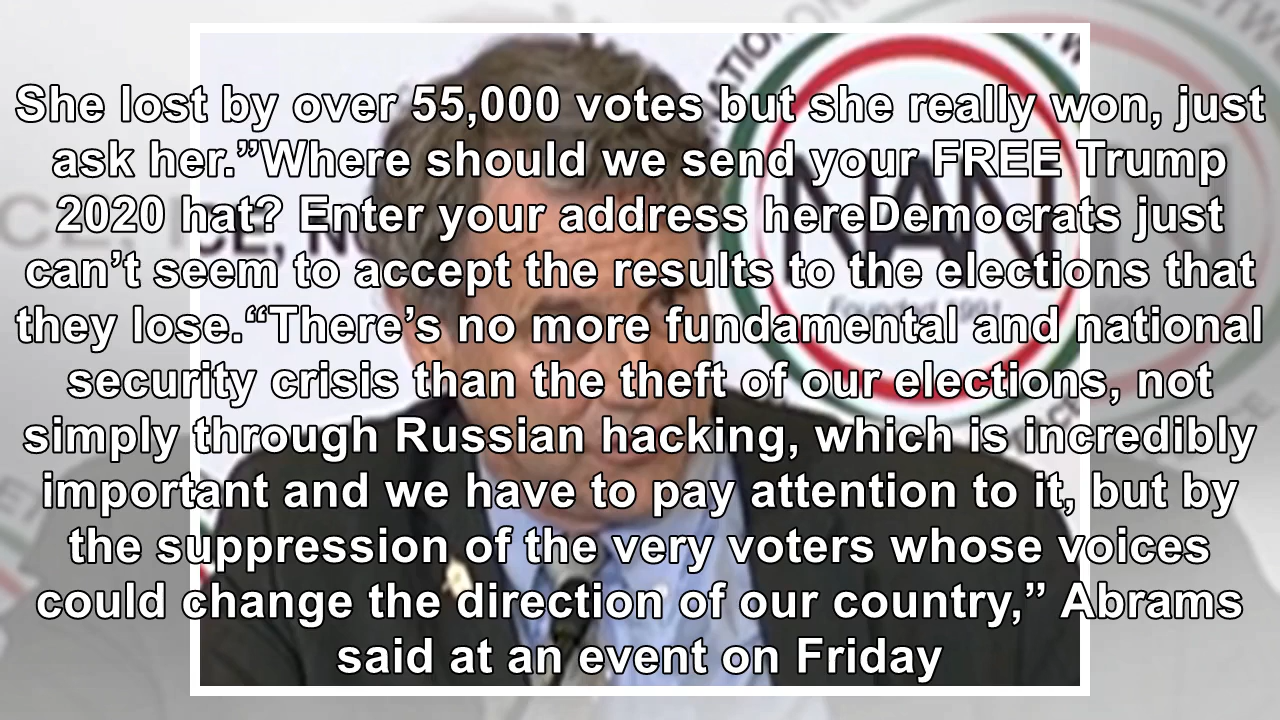 She lost by over 55,000 votes but she really won, just
ask her.”Where should we send your FREE Trump
2020 hat? Enter your address hereDemocrats just
can’t seem to accept the results to the elections that
they lose.“There’s no more fundamental and national
security crisis than the theft of our elections, not
simply through Russian hacking, which is incredibly
important and we have to pay attention to it, but by
the suppression of the very voters whose voices
could change the direction of our country,” Abrams
said at an event on Friday
NAN